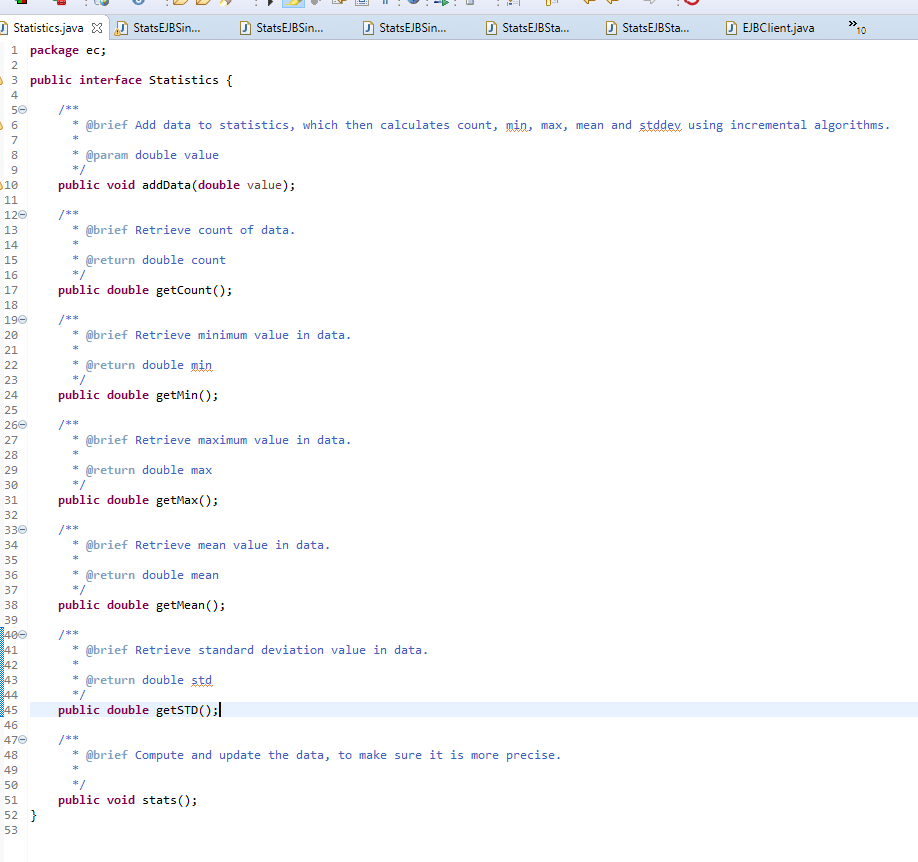 Statistics.java
StatsEJBSin...
StatsEJBSin...
StatsEJBSin...
StatsEJBSta...
StatsEJBSta...
EJBClient.java
»10
1 package ec;
2
3 public interface Statistics {
4
5 /**
6 * @brief Add data to statistics, which then calculates count, min, max, mean and stddev using incremental algorithms.
7 *
8 * @param double value
9 */
10 public void addData(double value);
11
12 /**
13 * @brief Retrieve count of data.
14 *
15 * @return double count
16 */
17 public double getCount();
18
19 /**
20 * @brief Retrieve minimum value in data.
21 *
22 * @return double min
23 */
24 public double getMin();
25
26 /**
27 * @brief Retrieve maximum value in data.
28 *
29 * @return double max
30 */
31 public double getMax();
32
33 /**
34 * @brief Retrieve mean value in data.
35 *
36 * @return double mean
37 */
38 public double getMean();
39
40 /**
41 * @brief Retrieve standard deviation value in data.
42 *
43 * @return double std
44 */
45 public double getSTD();
46
47 /**
48 * @brief Compute and update the data, to make sure it is more precise.
49 *
50 */
51 public void stats();
52 }
53